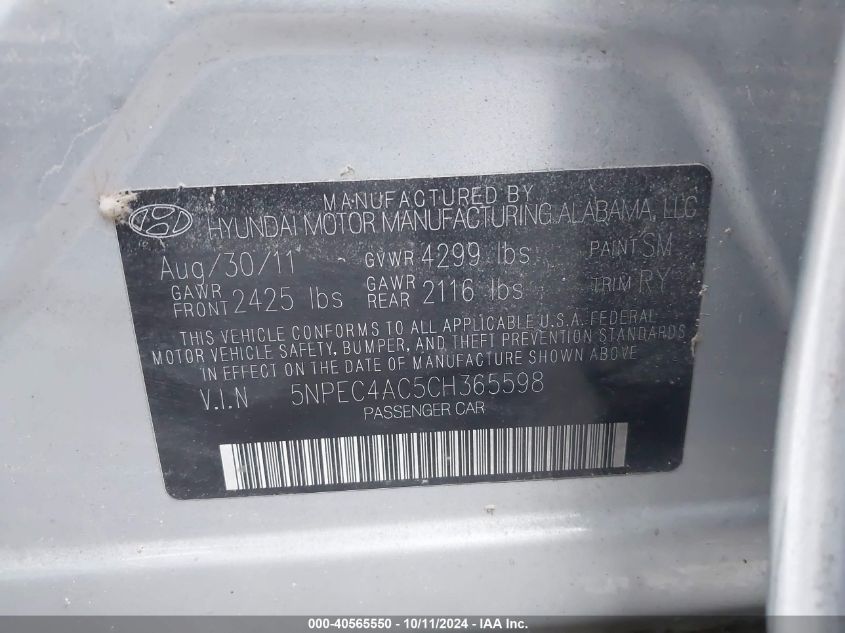 MANUFACTURED BY
HYUNDAI MOTOR MANUFACTURING ALABAMA, LLC
Aug/30/11 GVWR 4299 lbs PAINT SM
GAWR FRONT 2425 lbs GAWR REAR 2116 lbs TRIM RY
THIS VEHICLE CONFORMS TO ALL APPLICABLE U.S.A. FEDERAL
MOTOR VEHICLE SAFETY, BUMPER, AND THEFT PREVENTION STANDARDS
IN EFFECT ON THE DATE OF MANUFACTURE SHOWN ABOVE
V.I.N 5NPEC4AC5CH365598
PASSENGER CAR
000-40565550 - 10/11/2024 - IAA Inc.